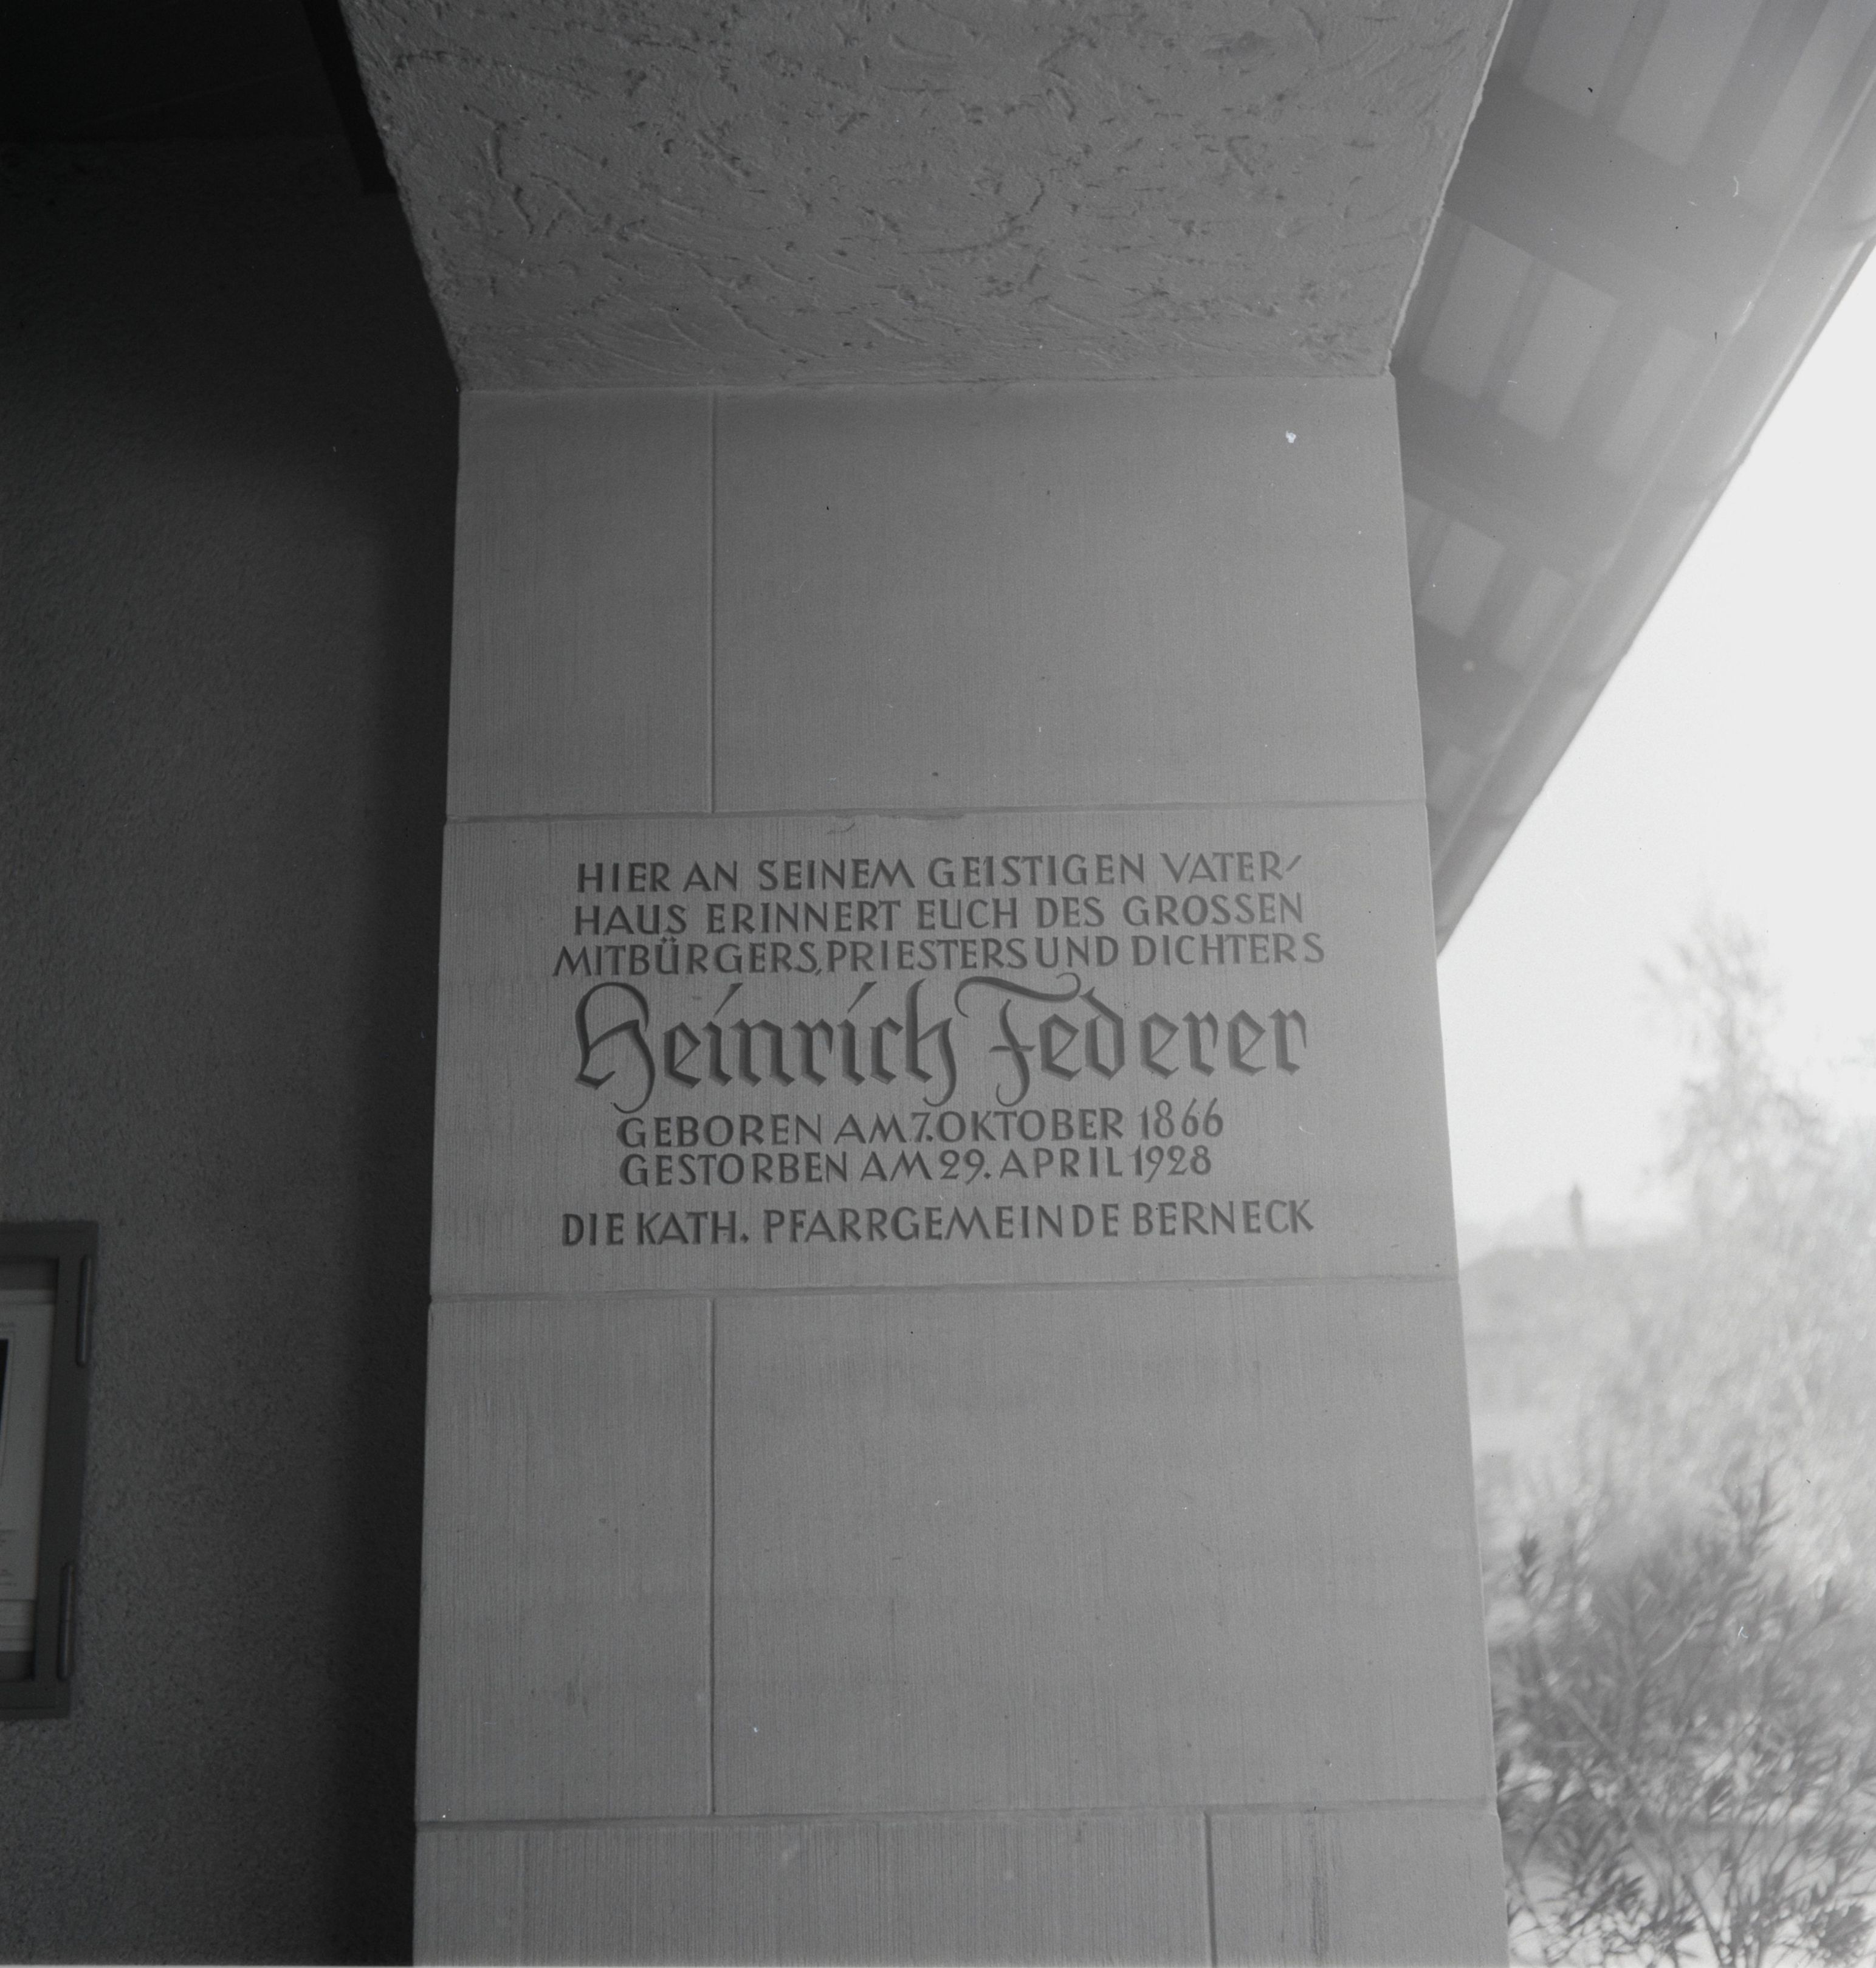 HIER AN SEINEM GEISTIGEN VATER-
HAUS ERINNERT EUCH DES GROSSEN
MITBÜRGERS, PRIESTERS UND DICHTERS
Heinrich Federer
GEBOREN AM 7. OKTOBER 1866
GESTORBEN AM 29. APRIL 1928
DIE KATH. PFARRGEMEINDE BERNECK